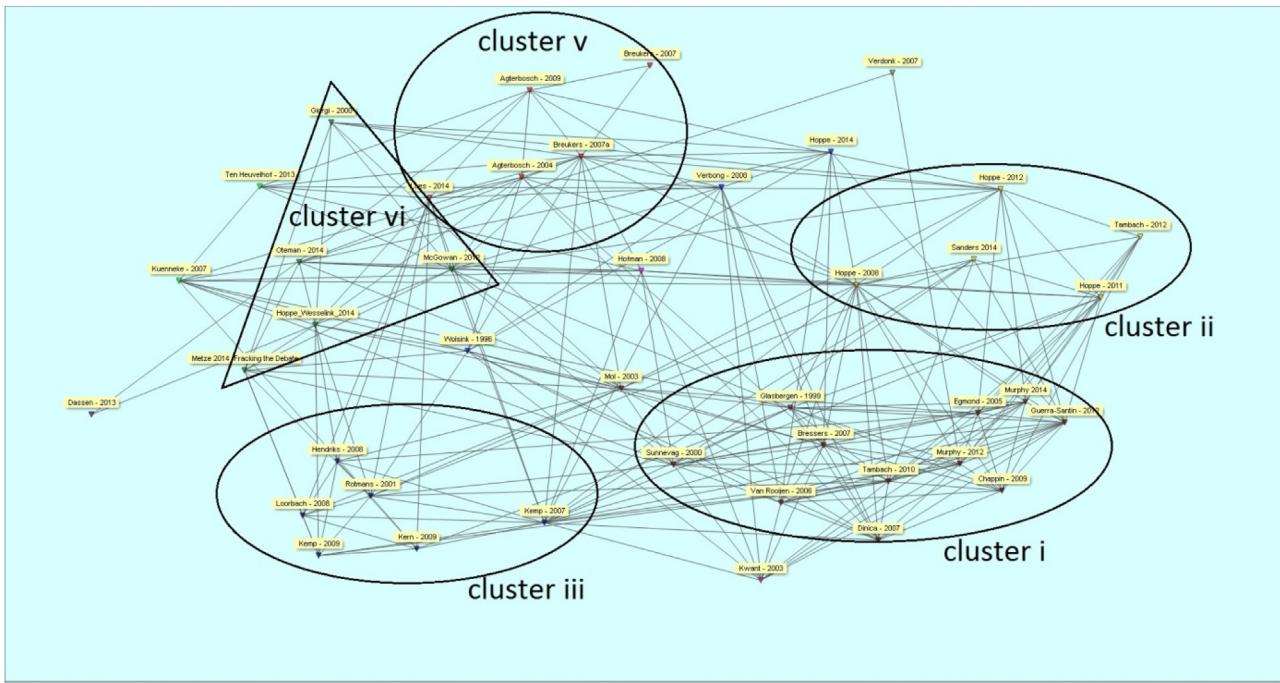 cluster v
Breukers - 2007
Verdonk - 2007
Agterbosch - 2009
Giorgi - 2000
Hoppe - 2014
Breukers - 2007a
Agterbosch - 2004
Ten Heuvelhof - 2013
Verbong - 2008
Hoppe - 2012
- 2014
cluster vi
Tambach - 2012
Oteman - 2014
Sanders 2014
McGowan -
Hofman - 2008
Kuenneke - 2007
Hoppe - 2008
Hoppe - 2011
Hoppe_Wesselink_2014
cluster ii
Wolsink - 1996
Metze 2014_Fracking the Debate
Mol - 2003
Murphy 2014
Glasbergen - 1999
Egmond - 2005
Dassen - 2013
Guerra-Santin -
Bressers - 2007
Hendriks - 2008
Sunnevag - 2000
Murphy - 2012
Tambach - 2010
Rotmans - 2001
Chappin - 2009
Van Rooijen - 2006
Loorbach - 2008
Kemp - 2007
Dinica - 2007
Kern - 2009
Kemp - 2009
cluster i
Kwant - 2003
cluster iii